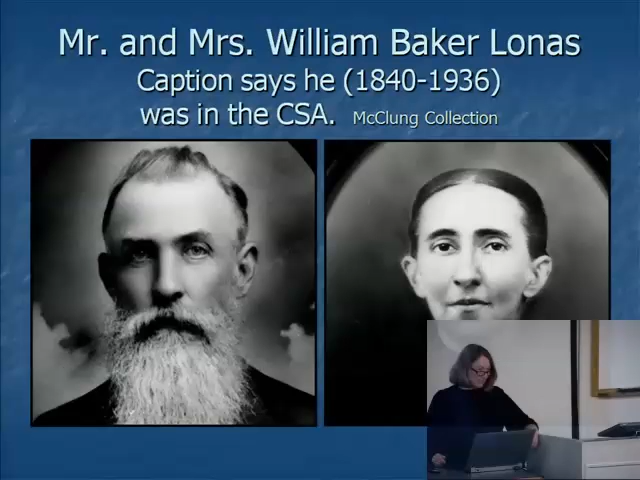 Mr. and Mrs. William Baker Lonas
Caption says he (1840-1936)
was in the CSA. McClung Collection